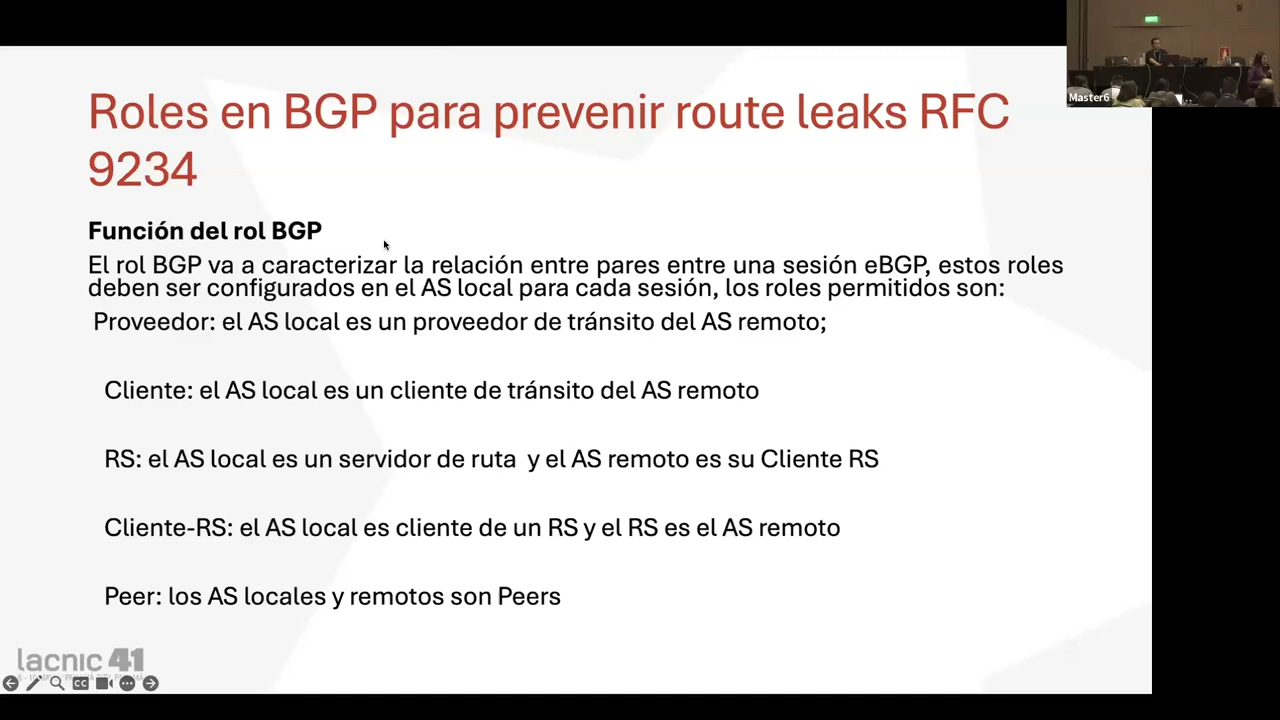 Roles en BGP para prevenir route leaks RFC
9234
Función del rol BGP
El rol BGP va a caracterizar la relación entre pares entre una sesión eBGP, estos roles
deben ser configurados en el AS local para cada sesión, los roles permitidos son:
Proveedor: el AS local es un proveedor de tránsito del AS remoto;
Cliente: el AS local es un cliente de tránsito del AS remoto
RS: el AS local es un servidor de ruta y el AS remoto es su Cliente RS
Cliente-RS: el AS local es cliente de un RS y el RS es el AS remoto
Peer: los AS locales y remotos son Peers
lacnic 41
CC
Master6